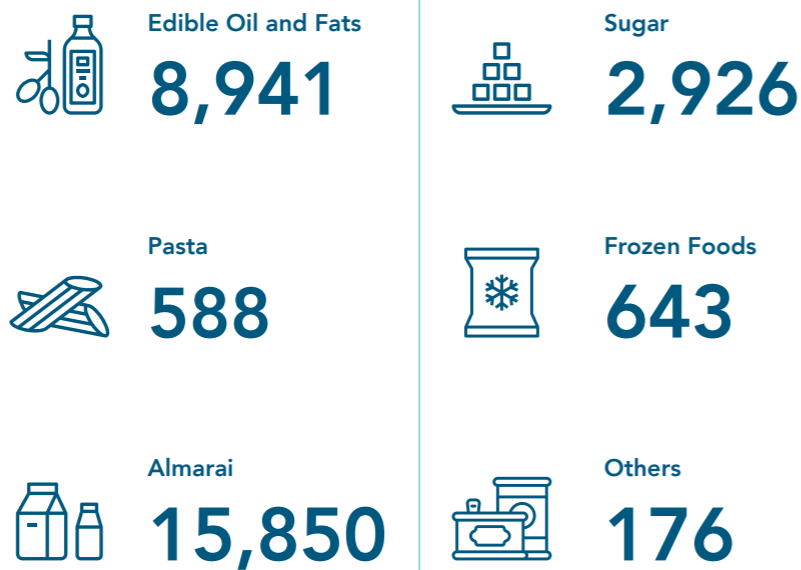 Edible Oil and Fats
8,941
Sugar
2,926
Pasta
588
Frozen Foods
643
Almarai
15,850
Others
176